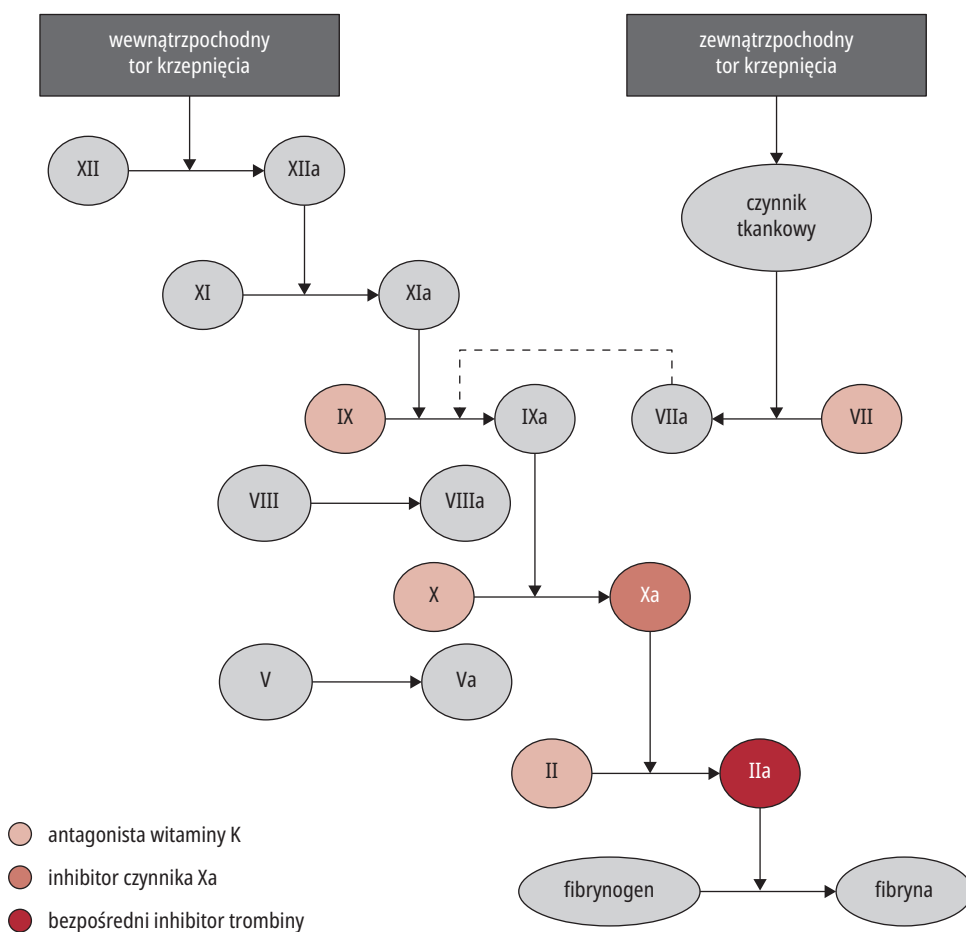 wewnątrzpochodny
tor krzepnięcia
zewnątrzpochodny
tor krzepnięcia
XII
XIIa
czynnik
tkankowy
XI
XIa
IX
IXa
VIIa
VII
VIII
VIIIa
X
Xa
V
Va
II
IIa
antagonista witaminy K
inhibitor czynnika Xa
fibrynogen
fibryna
bezpośredni inhibitor trombiny